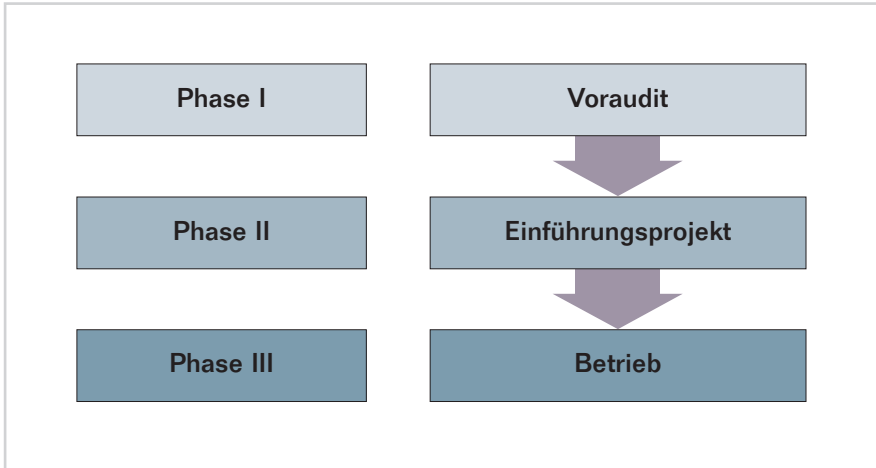 Phase I
Voraudit
Phase II
Einführungsprojekt
Phase III
Betrieb